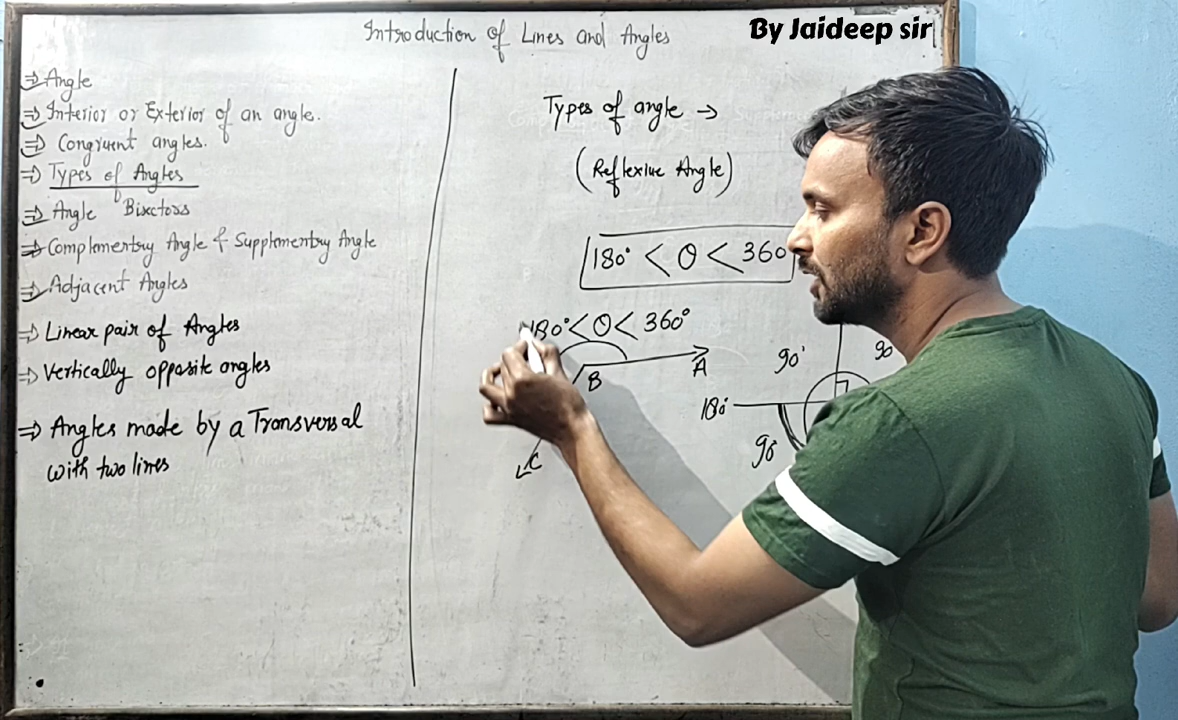 Introduction of Lines and Angles
By Jaideep sir
⇒ Angle
⇒ Interior or Exterior of an angle.
⇒ Congruent angles.
⇒ Types of Angles
⇒ Angle Bisectors
⇒ Complementry Angle & Supplementry Angle
⇒ Adjacent Angles
⇒ Linear pair of Angles
⇒ Vertically opposite angles
⇒ Angles made by a Transversal
with two lines
Types of angle →
(Reflexive Angle)
180° < θ < 360
180° < θ < 360°
B
A
C
90°
90
180°
90°